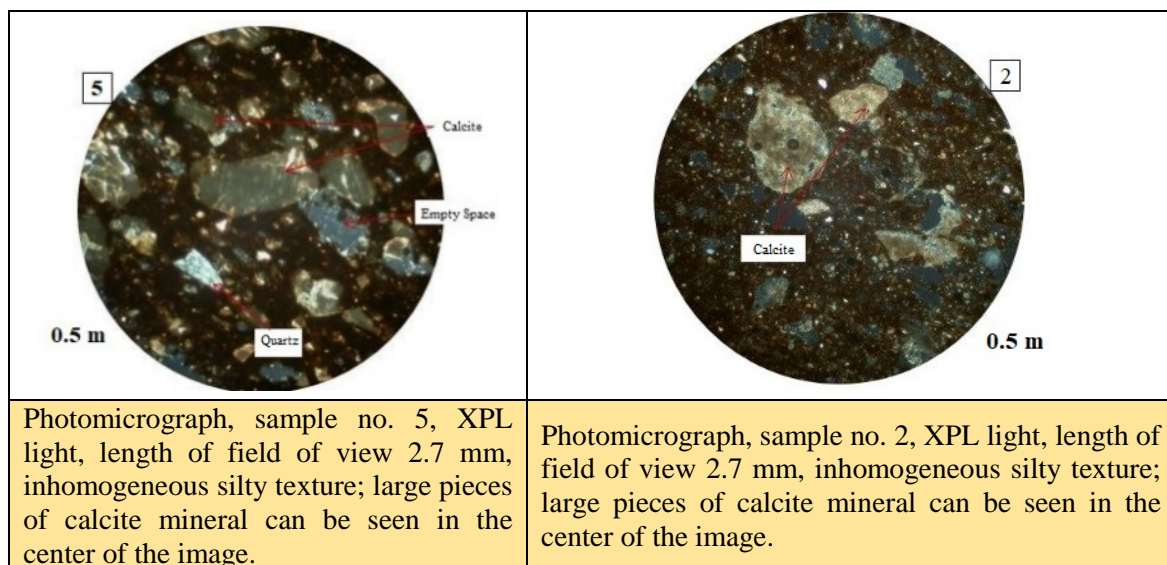 5
Calcite
Empty Space
Quartz
0.5 m
2
Calcite
0.5 m
Photomicrograph, sample no. 5, XPL
light, length of field of view 2.7 mm,
inhomogeneous silty texture; large pieces
of calcite mineral can be seen in the
center of the image.
Photomicrograph, sample no. 2, XPL light, length of
field of view 2.7 mm, inhomogeneous silty texture;
large pieces of calcite mineral can be seen in the
center of the image.